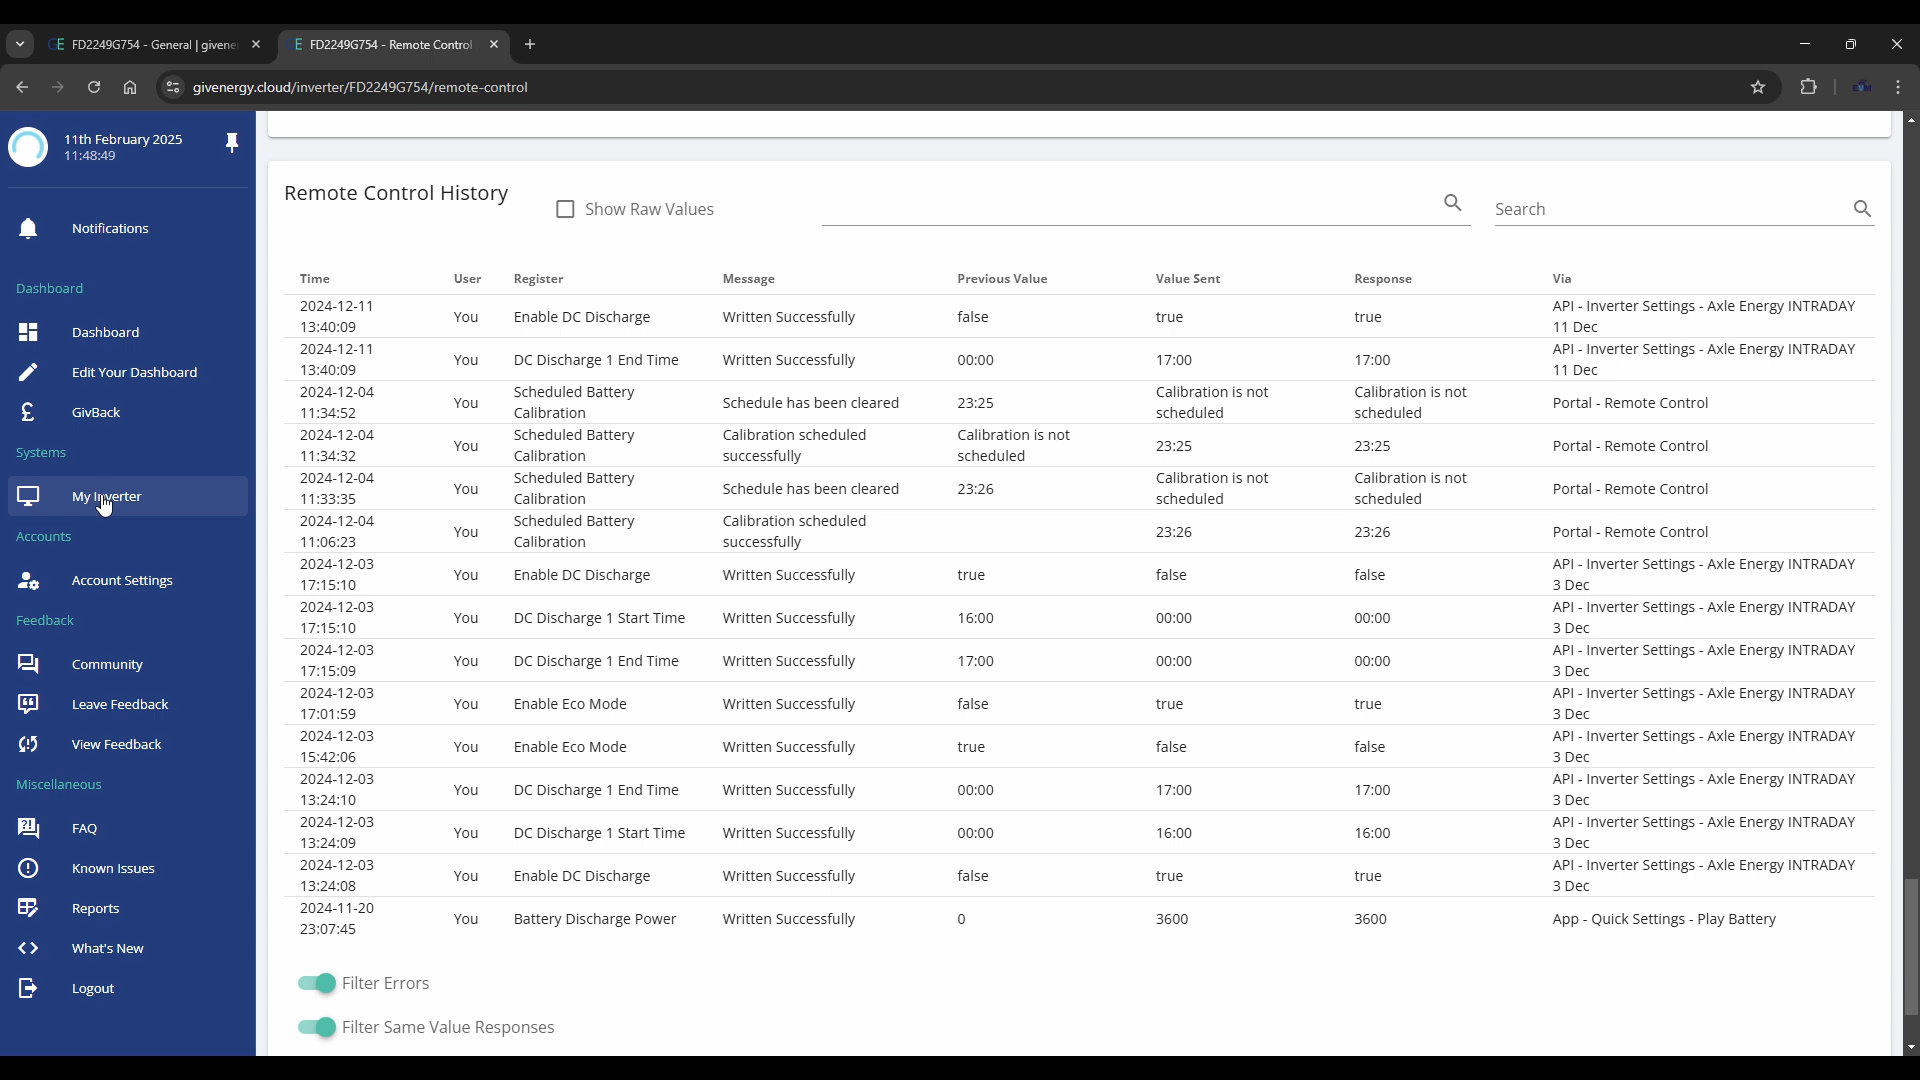 FD2249G754 - General | givene
FD2249G754 - Remote Control
givenergy.cloud/inverter/FD2249G754/remote-control
11th February 2025
11:48:49
Notifications
Dashboard
Dashboard
Edit Your Dashboard
GivBack
Systems
My Inverter
Accounts
Account Settings
Feedback
Community
Leave Feedback
View Feedback
Miscellaneous
FAQ
Known Issues
Reports
What's New
Logout
Remote Control History
Show Raw Values
Search
Time User Register Message Previous Value Value Sent Response Via
2024-12-11 API - Inverter Settings - Axle Energy INTRADAY
You Enable DC Discharge Written Successfully false true true
13:40:09 11 Dec
2024-12-11 API - Inverter Settings - Axle Energy INTRADAY
You DC Discharge 1 End Time Written Successfully 00:00 17:00 17:00
13:40:09 11 Dec
2024-12-04 Scheduled Battery Calibration is not Calibration is not
You Schedule has been cleared 23:25 Portal - Remote Control
11:34:52 Calibration scheduled scheduled
2024-12-04 Scheduled Battery Calibration scheduled Calibration is not
You 23:25 23:25 Portal - Remote Control
11:34:32 Calibration successfully scheduled
2024-12-04 Scheduled Battery Calibration is not Calibration is not
You Schedule has been cleared 23:26 Portal - Remote Control
11:33:35 Calibration scheduled scheduled
2024-12-04 Scheduled Battery Calibration scheduled
You 23:26 23:26 Portal - Remote Control
11:06:23 Calibration successfully
2024-12-03 API - Inverter Settings - Axle Energy INTRADAY
You Enable DC Discharge Written Successfully true false false
17:15:10 3 Dec
2024-12-03 API - Inverter Settings - Axle Energy INTRADAY
You DC Discharge 1 Start Time Written Successfully 16:00 00:00 00:00
17:15:10 3 Dec
2024-12-03 API - Inverter Settings - Axle Energy INTRADAY
You DC Discharge 1 End Time Written Successfully 17:00 00:00 00:00
17:15:09 3 Dec
2024-12-03 API - Inverter Settings - Axle Energy INTRADAY
You Enable Eco Mode Written Successfully false true true
17:01:59 3 Dec
2024-12-03 API - Inverter Settings - Axle Energy INTRADAY
You Enable Eco Mode Written Successfully true false false
15:42:06 3 Dec
2024-12-03 API - Inverter Settings - Axle Energy INTRADAY
You DC Discharge 1 End Time Written Successfully 00:00 17:00 17:00
13:24:10 3 Dec
2024-12-03 API - Inverter Settings - Axle Energy INTRADAY
You DC Discharge 1 Start Time Written Successfully 00:00 16:00 16:00
13:24:09 3 Dec
2024-12-03 API - Inverter Settings - Axle Energy INTRADAY
You Enable DC Discharge Written Successfully false true true
13:24:08 3 Dec
2024-11-20
You Battery Discharge Power Written Successfully 0 3600 3600 App - Quick Settings - Play Battery
23:07:45
Filter Errors
Filter Same Value Responses